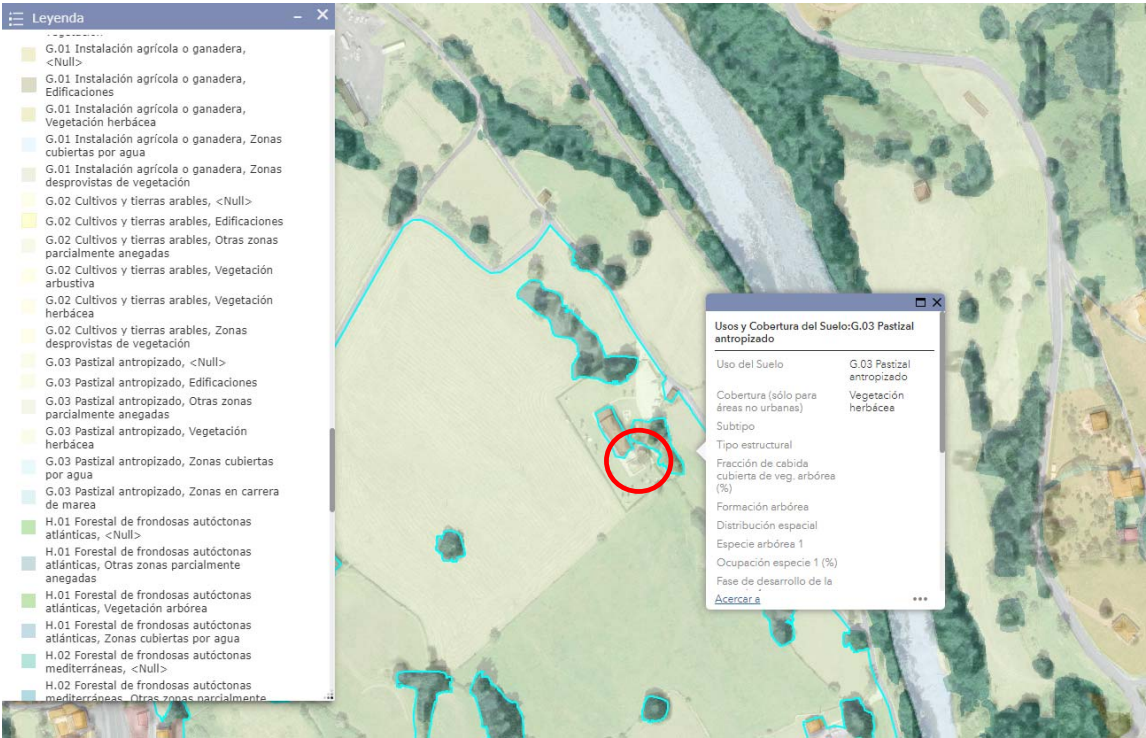 Leyenda
G.01 Instalación agrícola o ganadera,
<Null>
G.01 Instalación agrícola o ganadera,
Edificaciones
G.01 Instalación agrícola o ganadera,
Vegetación herbácea
G.01 Instalación agrícola o ganadera, Zonas
cubiertas por agua
G.01 Instalación agrícola o ganadera, Zonas
desprovistas de vegetación
G.02 Cultivos y tierras arables, <Null>
G.02 Cultivos y tierras arables, Edificaciones
G.02 Cultivos y tierras arables, Otras zonas
parcialmente anegadas
G.02 Cultivos y tierras arables, Vegetación
arbustiva
G.02 Cultivos y tierras arables, Vegetación
herbácea
G.02 Cultivos y tierras arables, Zonas
desprovistas de vegetación
G.03 Pastizal antropizado, <Null>
G.03 Pastizal antropizado, Edificaciones
G.03 Pastizal antropizado, Otras zonas
parcialmente anegadas
G.03 Pastizal antropizado, Vegetación
herbácea
G.03 Pastizal antropizado, Zonas cubiertas
por agua
G.03 Pastizal antropizado, Zonas en carrera
de marea
H.01 Forestal de frondosas autóctonas
atlánticas, <Null>
H.01 Forestal de frondosas autóctonas
atlánticas, Otras zonas parcialmente
anegadas
H.01 Forestal de frondosas autóctonas
atlánticas, Vegetación arbórea
H.01 Forestal de frondosas autóctonas
atlánticas, Zonas cubiertas por agua
H.02 Forestal de frondosas autóctonas
mediterráneas, <Null>
H.02 Forestal de frondosas autóctonas
mediterráneas, Otras zonas parcialmente
Usos y Cobertura del Suelo:G.03 Pastizal
antropizado
Uso del Suelo G.03 Pastizal
antropizado
Cobertura (sólo para Vegetación
áreas no urbanas) herbácea
Subtipo
Tipo estructural
Fracción de cabida
cubierta de veg. arbórea
(%)
Formación arbórea
Distribución espacial
Especie arbórea 1
Ocupación especie 1 (%)
Fase de desarrollo de la
Acercar a